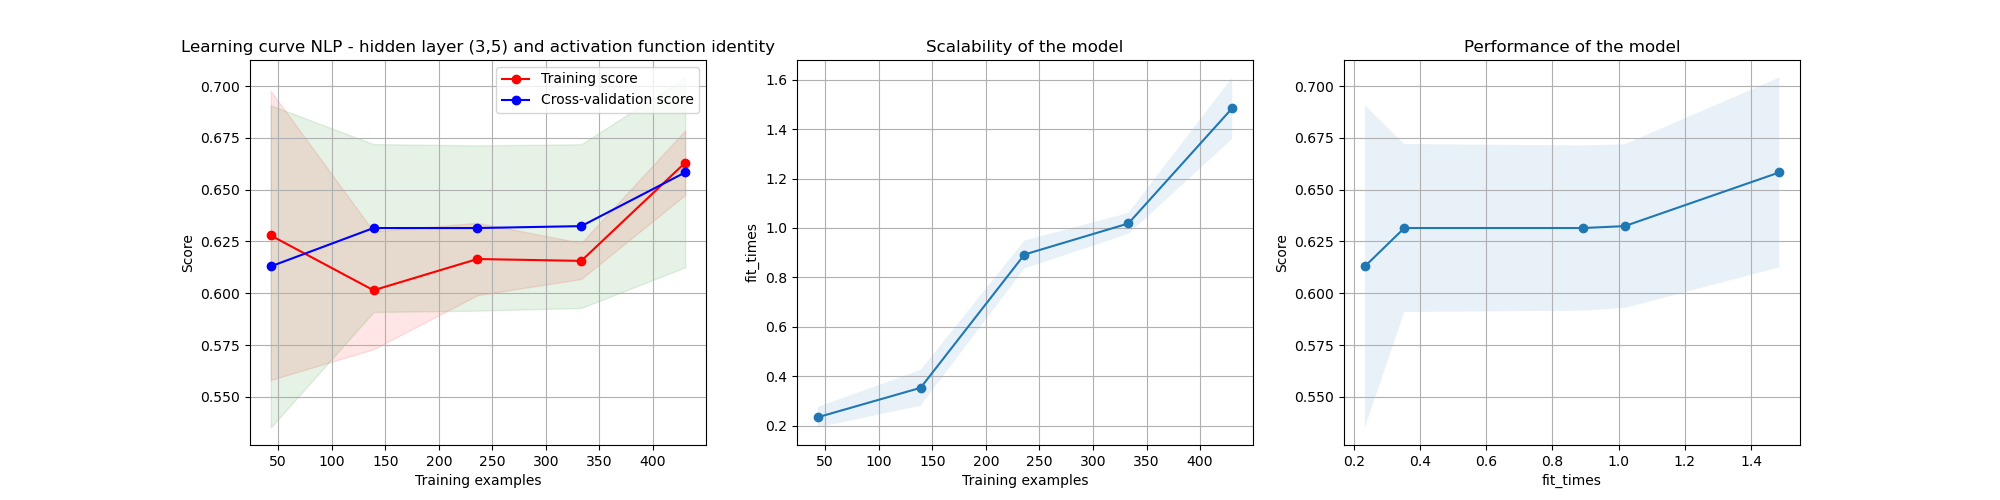 Learning curve NLP - hidden layer (3,5) and activation function identity
Training score
Cross-validation score
0.700
0.675
0.650
0.625
0.600
0.575
0.550
Score
50 100 150 200 250 300 350 400
Training examples
Scalability of the model
1.6
1.4
1.2
1.0
0.8
0.6
0.4
0.2
fit_times
50 100 150 200 250 300 350 400
Training examples
Performance of the model
0.700
0.675
0.650
0.625
0.600
0.575
0.550
Score
0.2 0.4 0.6 0.8 1.0 1.2 1.4
fit_times